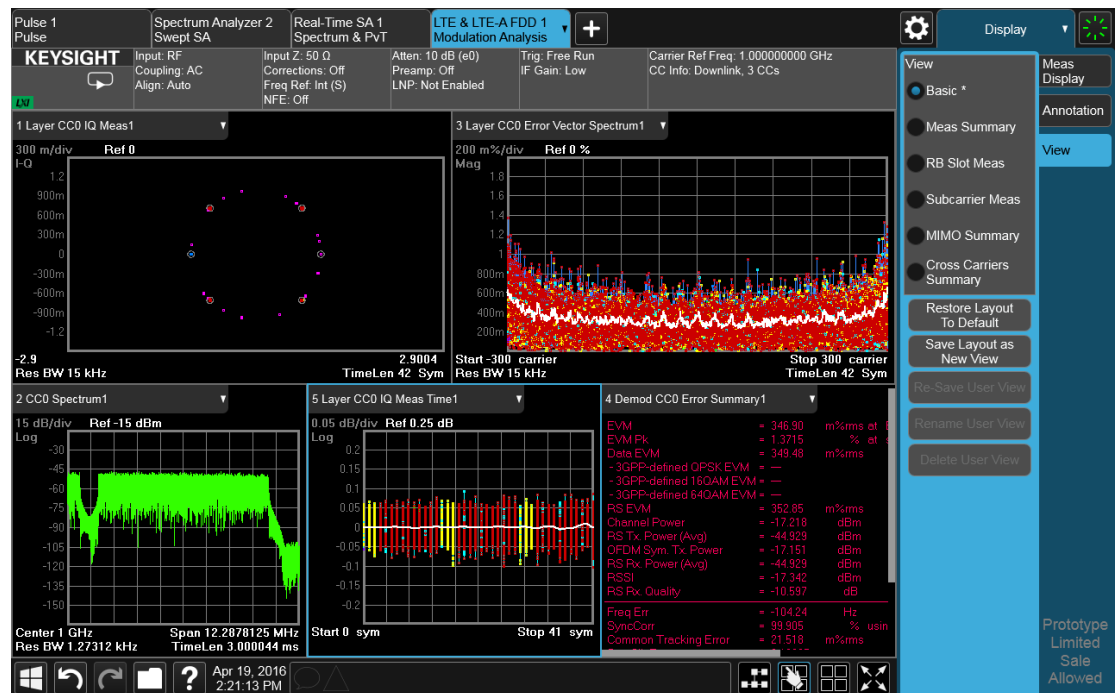 Pulse 1
Pulse
Spectrum Analyzer 2
Swept SA
Real-Time SA 1
Spectrum & PvT
LTE & LTE-A FDD 1
Modulation Analysis
Display
KEYSIGHT
LXI
Input: RF
Coupling: AC
Align: Auto
Input Z: 50 Ω
Corrections: Off
Freq Ref: Int (S)
NFE: Off
Atten: 10 dB (e0)
Preamp: Off
LNP: Not Enabled
Trig: Free Run
IF Gain: Low
Carrier Ref Freq: 1.000000000 GHz
CC Info: Downlink, 3 CCs
1 Layer CC0 IQ Meas1
300 m/div Ref 0
I-Q
1.2
900m
600m
300m
0
-300m
-600m
-900m
-1.2
-2.9 2.9004
Res BW 15 kHz TimeLen 42 Sym
3 Layer CC0 Error Vector Spectrum1
200 m%/div Ref 0 %
Mag
1.8
1.6
1.4
1.2
1
800m
600m
400m
200m
Start -300 carrier Stop 300 carrier
Res BW 15 kHz TimeLen 42 Sym
2 CC0 Spectrum1
15 dB/div Ref -15 dBm
Log
-30
-45
-60
-75
-90
-105
-120
-135
-150
Center 1 GHz Span 12.2878125 MHz
Res BW 1.27312 kHz TimeLen 3.000044 ms
5 Layer CC0 IQ Meas Time1
0.05 dB/div Ref 0.25 dB
Log
0.2
0.15
0.1
0.05
0
-0.05
-0.1
-0.15
-0.2
Start 0 sym Stop 41 sym
4 Demod CC0 Error Summary1
EVM = 346.90 m%rms at
EVM Pk = 1.3715 % at
Data EVM = 349.48 m%rms
- 3GPP-defined QPSK EVM = ---
- 3GPP-defined 16QAM EVM = ---
- 3GPP-defined 64QAM EVM = ---
RS EVM = 352.85 m%rms
Channel Power = -17.218 dBm
RS Tx. Power (Avg) = -44.929 dBm
OFDM Sym. Tx. Power = -17.151 dBm
RS Rx. Power (Avg) = -44.929 dBm
RSSI = -17.342 dBm
RS Rx. Quality = -10.597 dB
Freq Err = -104.24 Hz
SyncCorr = 99.905 % usin
Common Tracking Error = 21.518 m%rms
View
Basic *
Meas Summary
RB Slot Meas
Subcarrier Meas
MIMO Summary
Cross Carriers
Summary
Restore Layout
To Default
Save Layout as
New View
Re-Save User View
Rename User View
Delete User View
Meas
Display
Annotation
View
Prototype
Limited
Sale
Allowed
?
Apr 19, 2016
2:21:13 PM